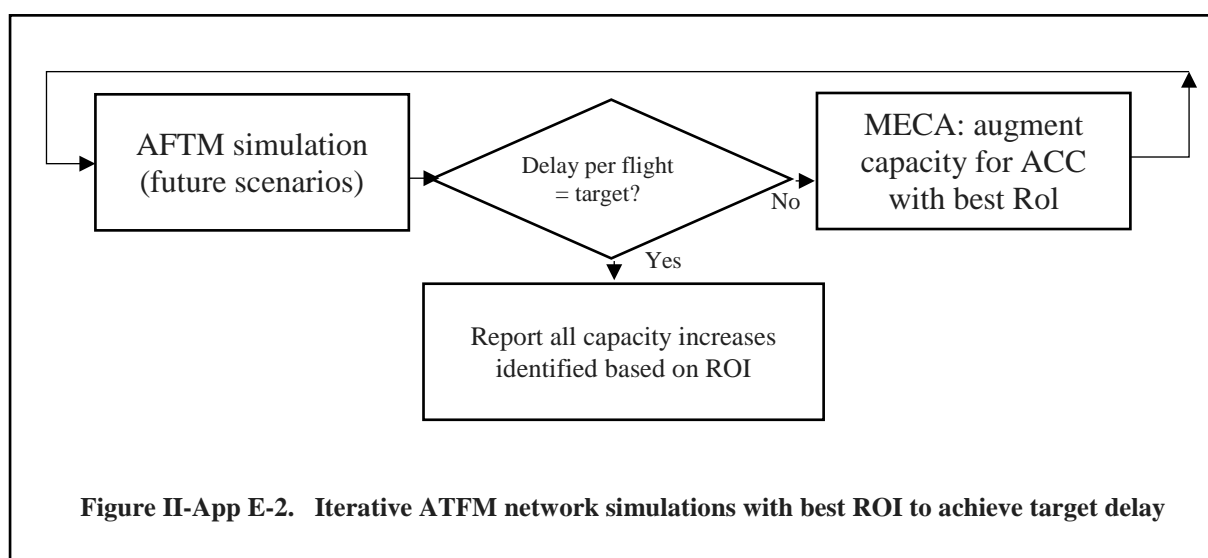 AFTM simulation
(future scenarios)
Delay per flight
= target?
No
MECA: augment
capacity for ACC
with best RoI
Yes
Report all capacity increases
identified based on ROI
Figure II-App E-2. Iterative ATFM network simulations with best ROI to achieve target delay